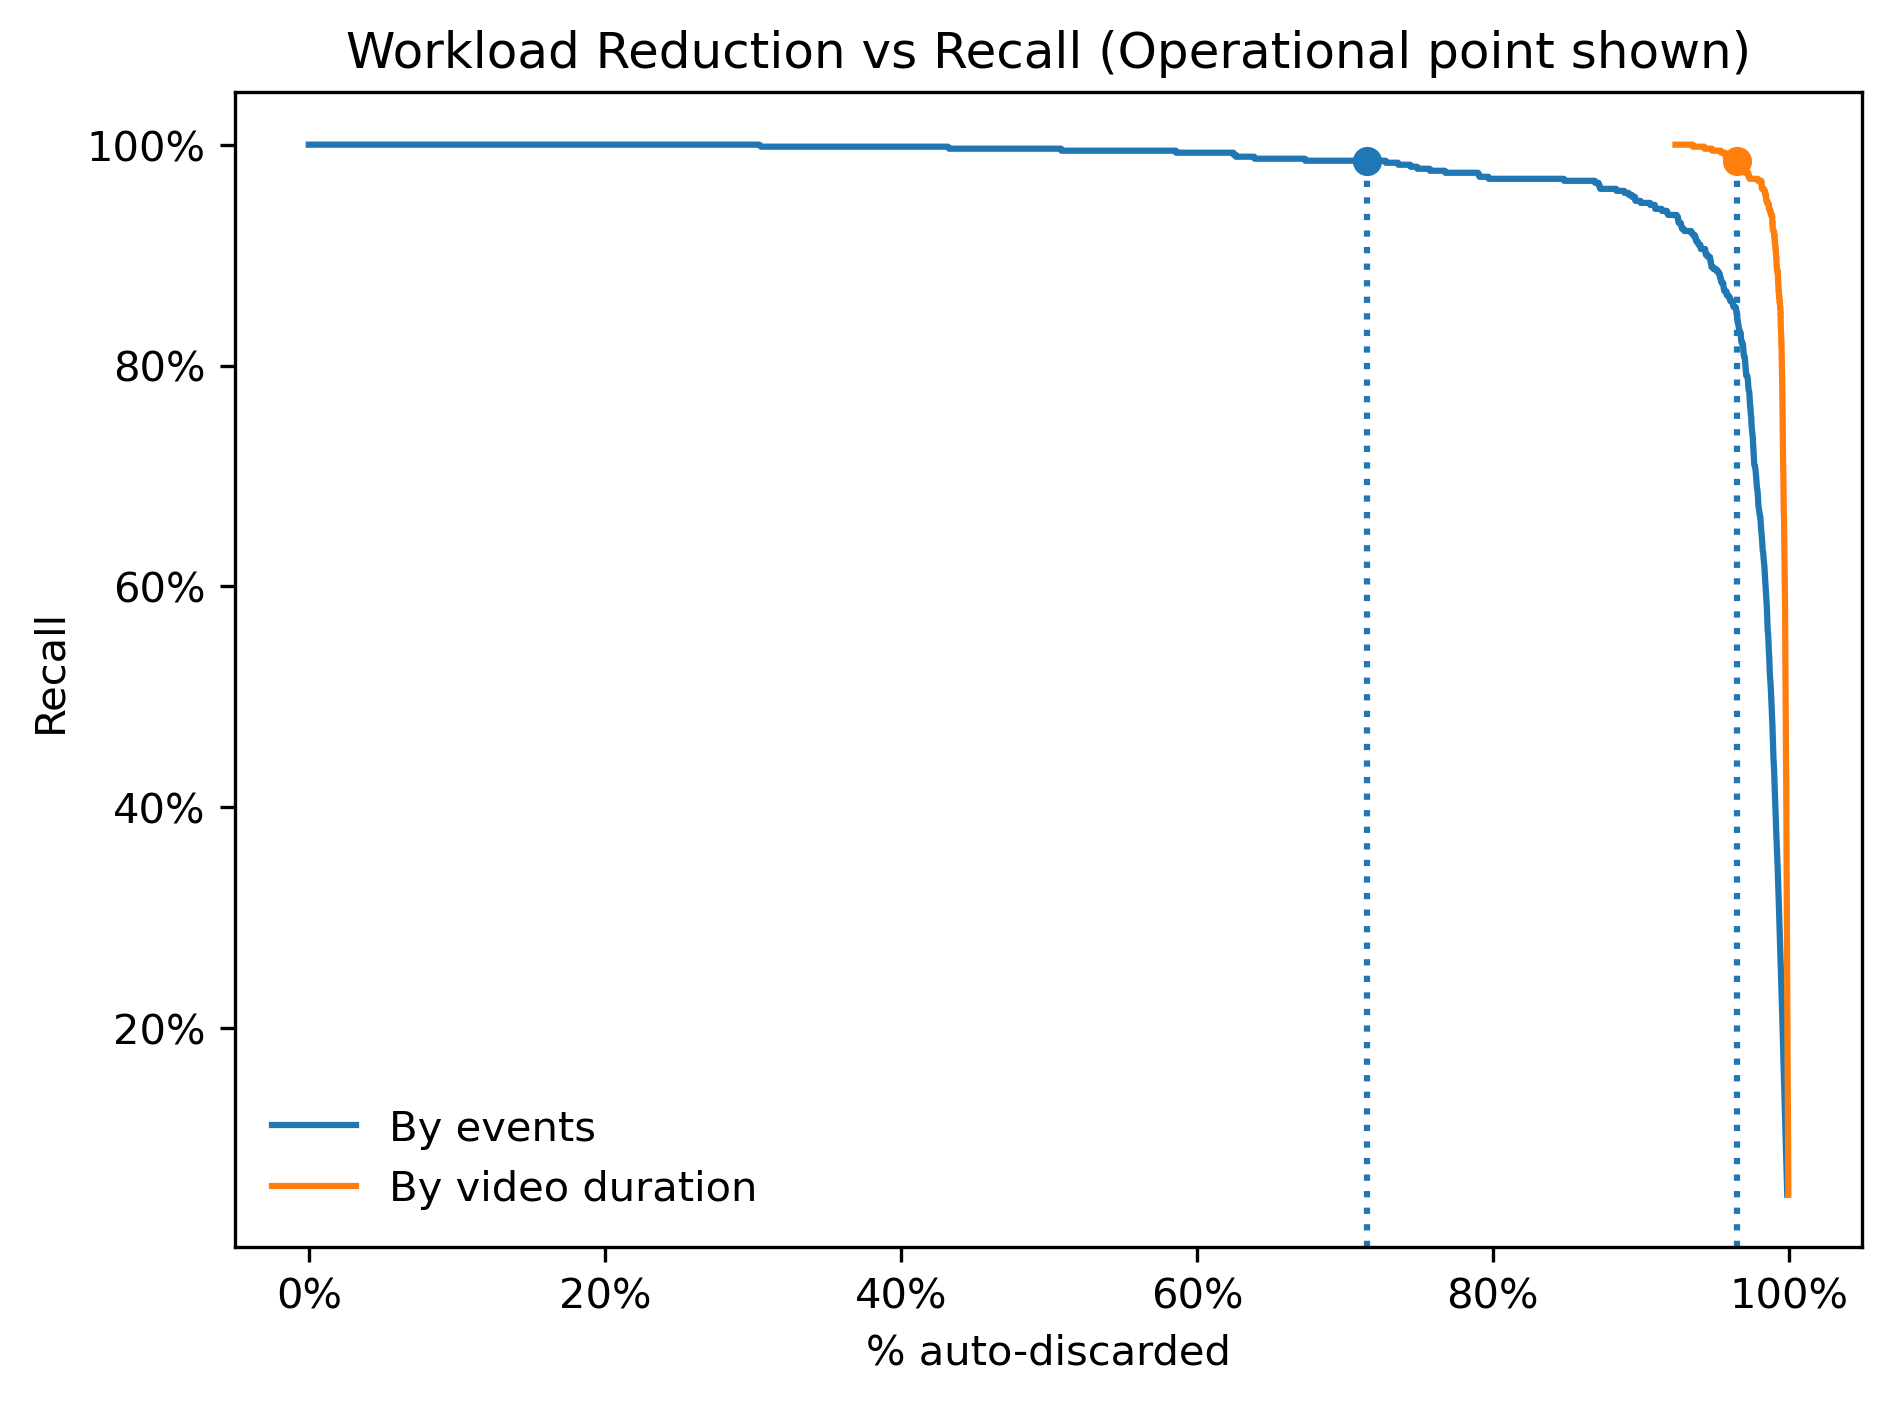 Workload Reduction vs Recall (Operational point shown)
100%
80%
60%
40%
20%
Recall
By events
By video duration
0% 20% 40% 60% 80% 100%
% auto-discarded